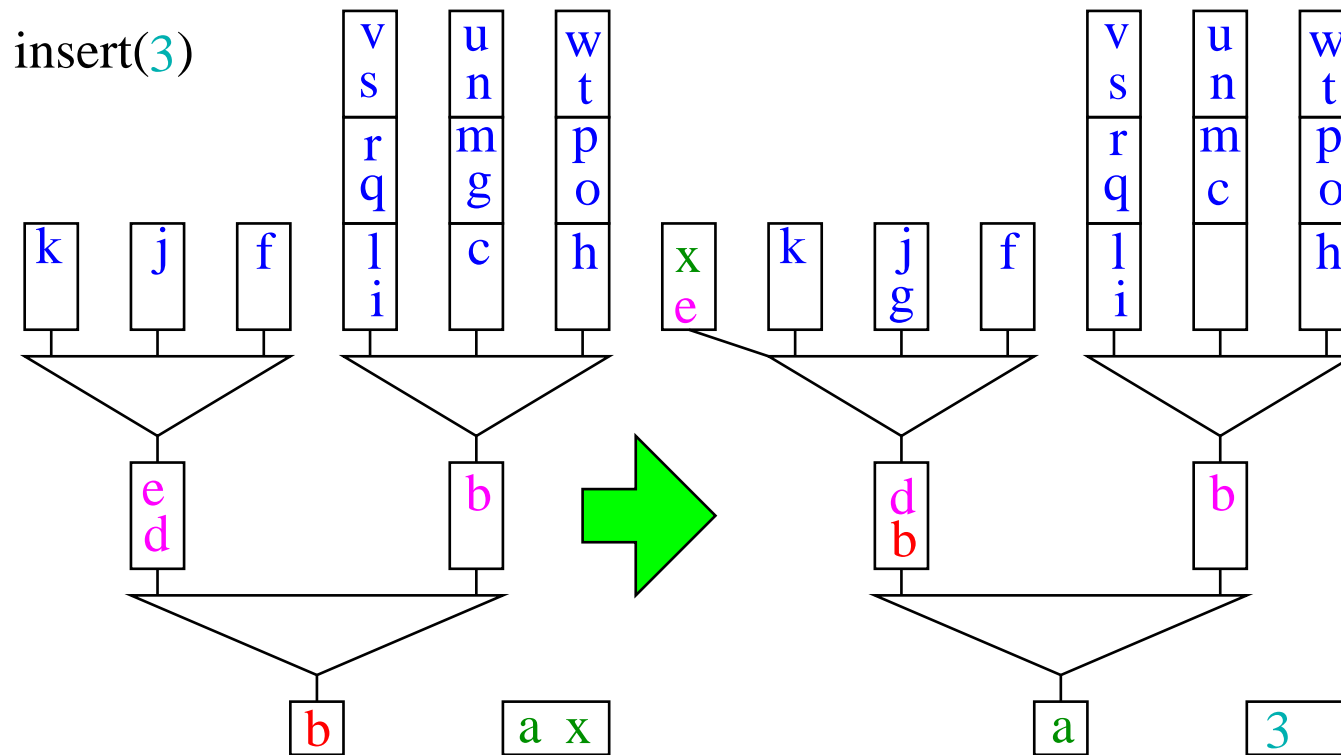 insert(3)
v u w v u w
s n t s n t
r m p r m p
q g o q c o
k j f l c h x k j f l h
i e g i
e b d b
d b
b a x a 3